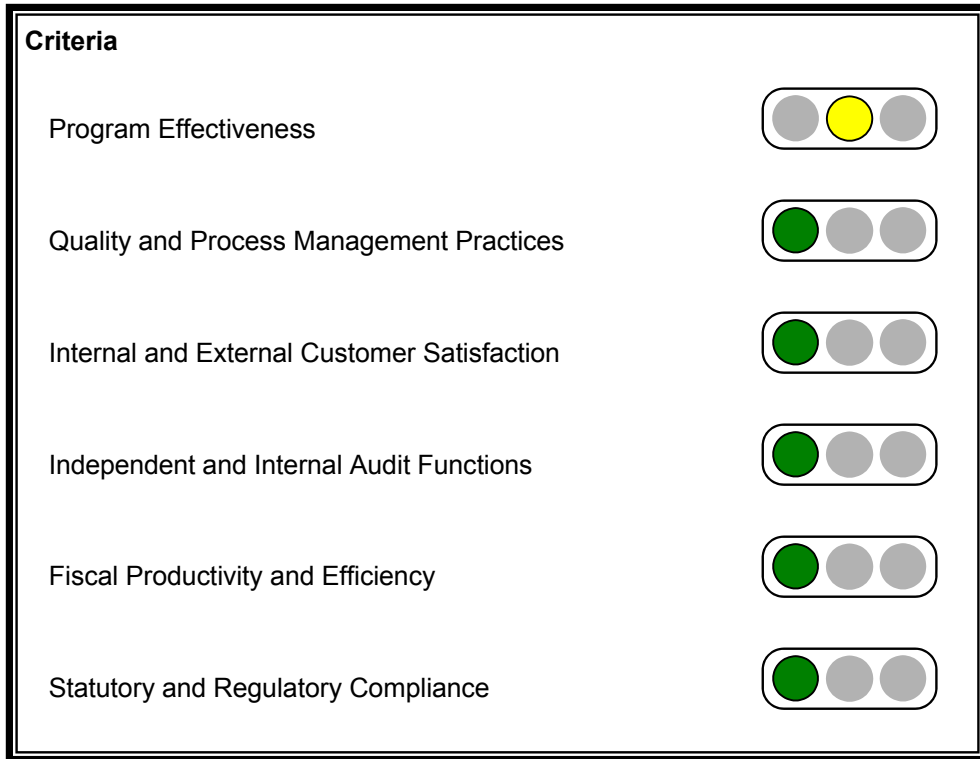 Criteria
Program Effectiveness
Quality and Process Management Practices
Internal and External Customer Satisfaction
Independent and Internal Audit Functions
Fiscal Productivity and Efficiency
Statutory and Regulatory Compliance